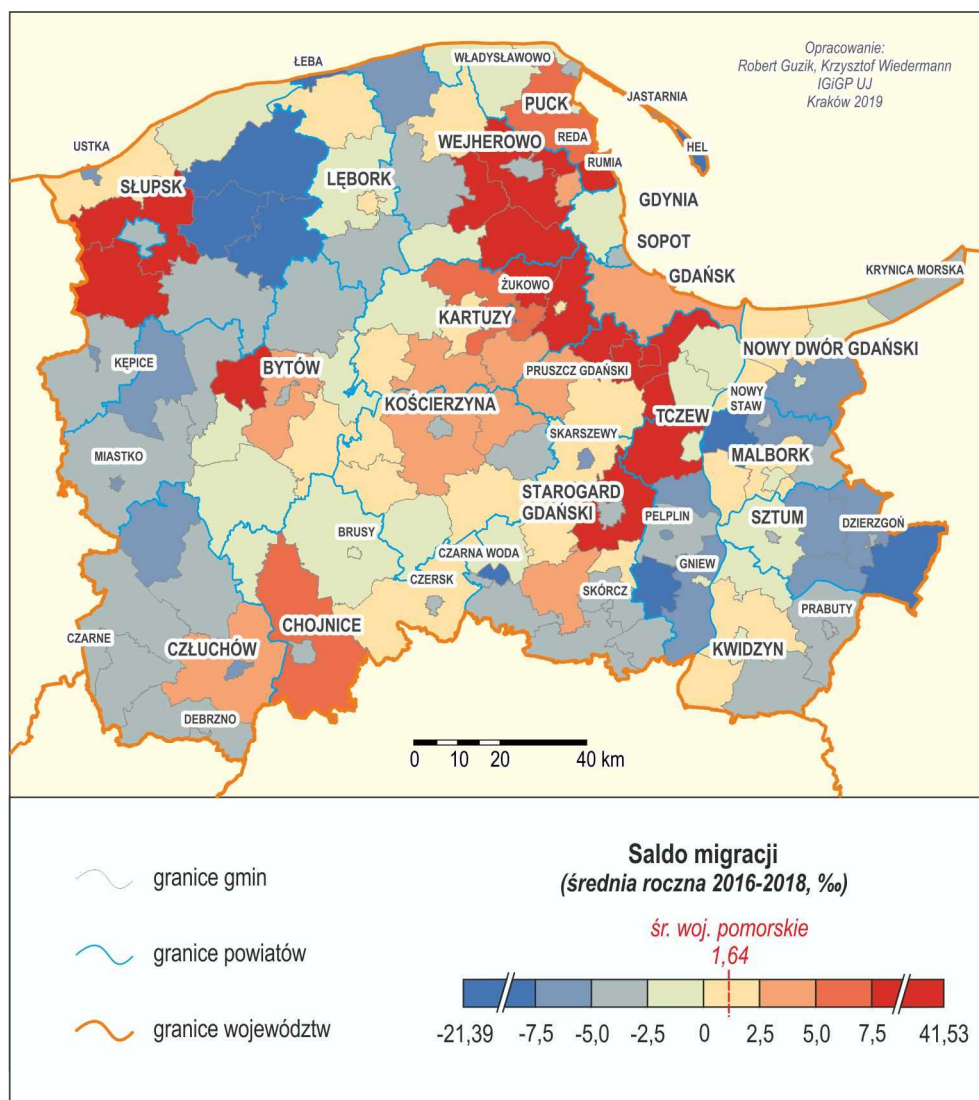 Opracowanie:
Robert Guzik, Krzysztof Wiedermann
IGiGP UJ
Kraków 2019
ŁEBA
WŁADYSŁAWOWO
PUCK
JASTARNIA
USTKA
WEJHEROWO
REDA
HEL
SŁUPSK
LĘBORK
RUMIA
GDYNIA
SOPOT
GDAŃSK
KRYNICA MORSKA
ŻUKOWO
KARTUZY
NOWY DWÓR GDAŃSKI
KĘPICE
BYTÓW
PRUSZCZ GDAŃSKI
KOŚCIERZYNA
NOWY
STAW
TCZEW
SKARSZEWY
MALBORK
MIASTKO
STAROGARD
GDAŃSKI
PELPLIN
SZTUM
DZIERZGOŃ
BRUSY
CZARNA WODA
GNIEW
CZERSK
SKÓRCZ
PRABUTY
CHOJNICE
CZARNE
CZŁUCHÓW
KWIDZYN
DEBRZNO
0 10 20 40 km
granice gmin
granice powiatów
granice województw
Saldo migracji
(średnia roczna 2016-2018, ‰)
śr. woj. pomorskie
1,64
-21,39 -7,5 -5,0 -2,5 0 2,5 5,0 7,5 41,53